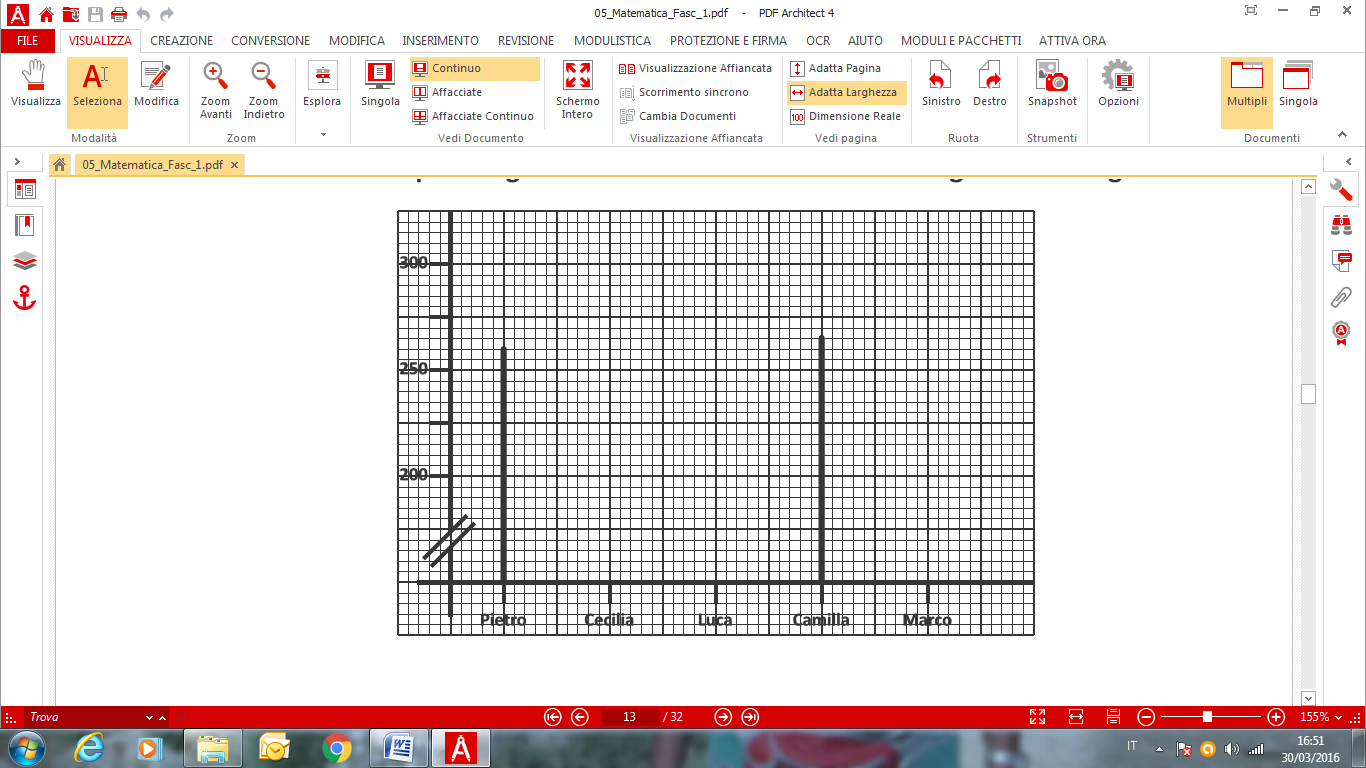 05_Matematica_Fasc_1.pdf - PDF Architect 4
FILE VISUALIZZA CREAZIONE CONVERSIONE MODIFICA INSERIMENTO REVISIONE MODULISTICA PROTEZIONE E FIRMA OCR AIUTO MODULI E PACCHETTI ATTIVA ORA
Visualizza Seleziona Modifica
Modalità
Zoom Avanti Zoom Indietro
Zoom
Esplora
Singola
Continuo
Affacciate
Affacciate Continuo
Vedi Documento
Schermo Intero
Visualizzazione Affiancata
Scorrimento sincrono
Cambia Documenti
Visualizzazione Affiancata
Adatta Pagina
Adatta Larghezza
100 Dimensione Reale
Vedi pagina
Sinistro Destro
Ruota
Snapshot
Strumenti
Opzioni
Multipli Singola
Documenti
05_Matematica_Fasc_1.pdf
300
250
200
Pietro Cecilia Luca Camilla Marco
Trova 13 / 32 155%
IT 16:51
30/03/2016